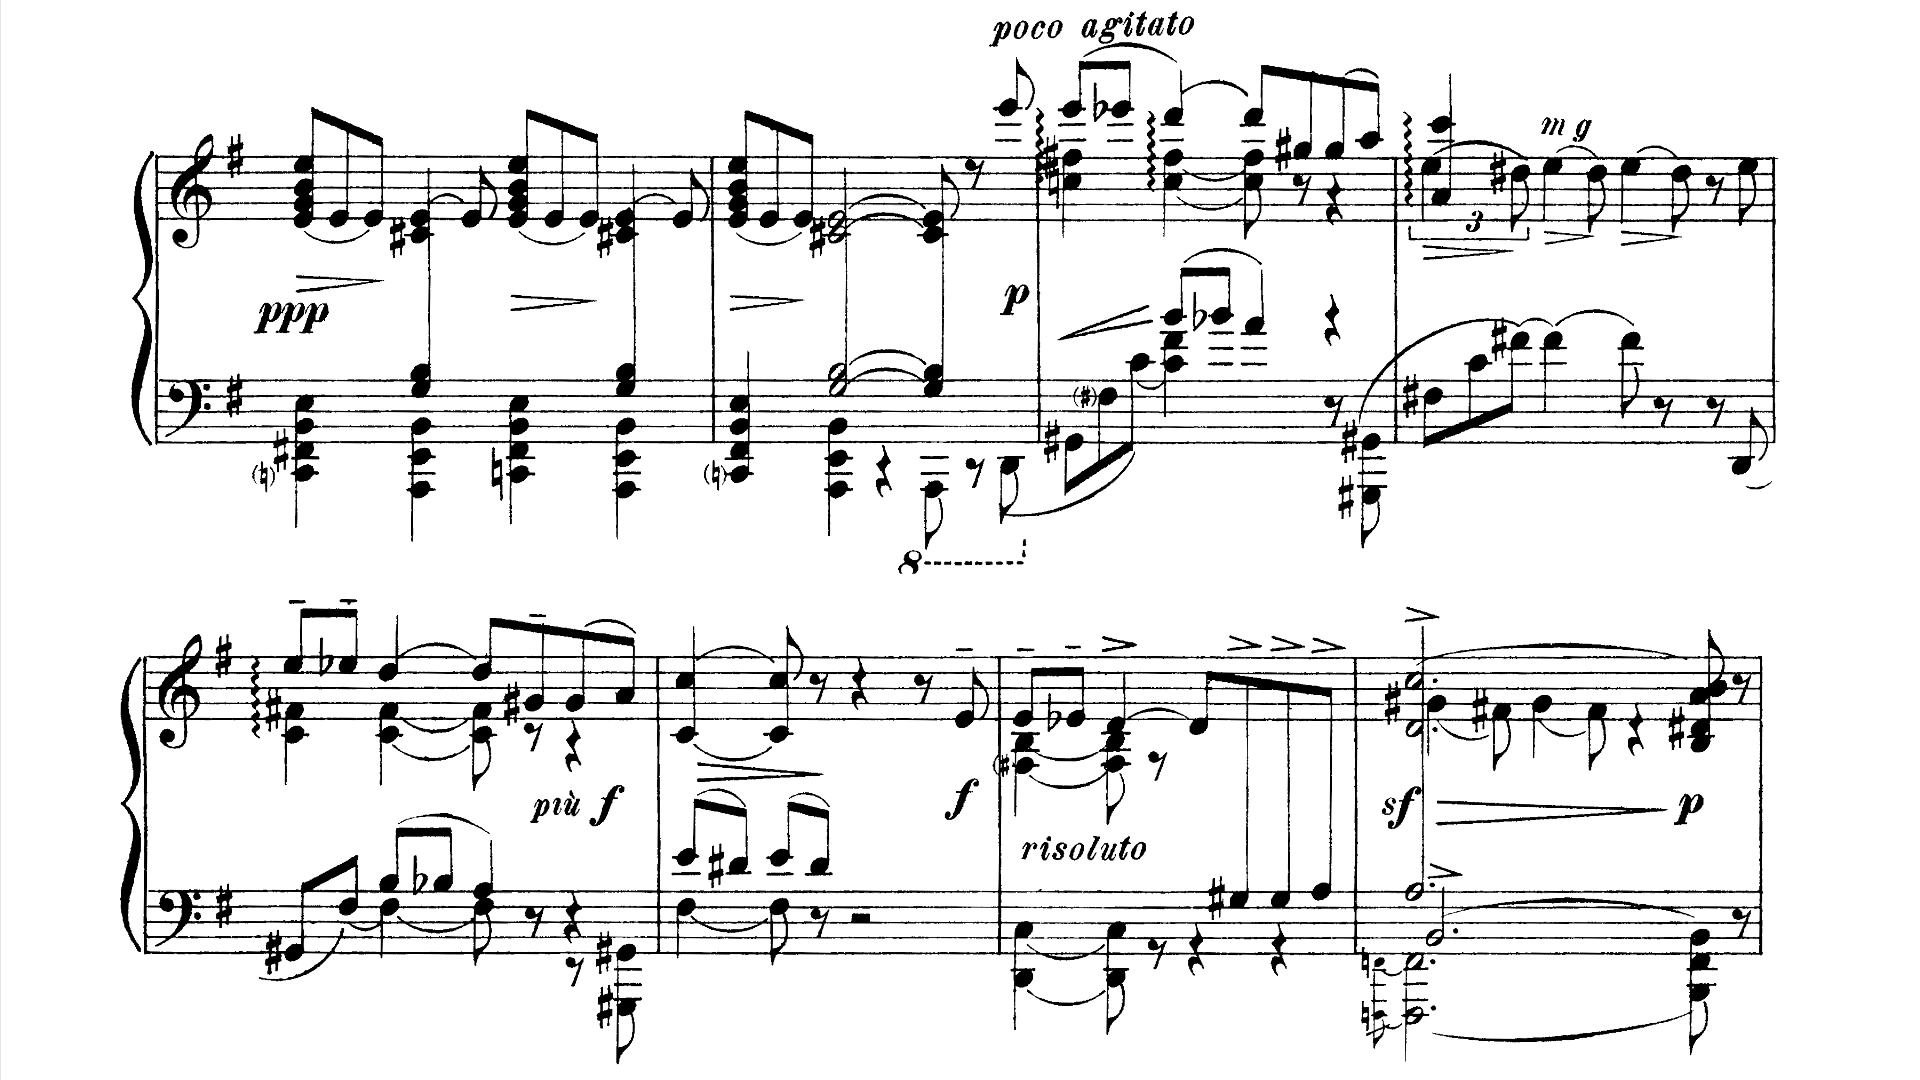 poco agitato
m g
3
ppp
p
8
più f
f
risoluto
sf
p